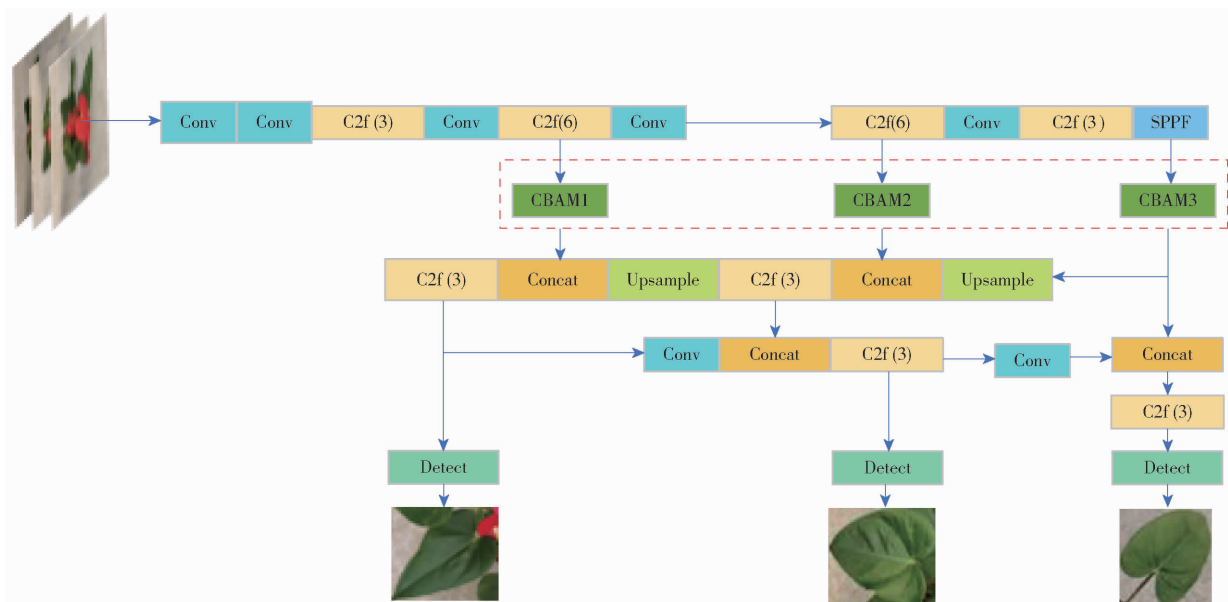 Conv Conv C2f (3) Conv C2f(6) Conv C2f(6) Conv C2f (3) SPPF
CBAM1 CBAM2 CBAM3
C2f (3) Concat Upsample C2f (3) Concat Upsample
Conv Concat C2f (3) Conv Concat
C2f (3)
Detect Detect Detect